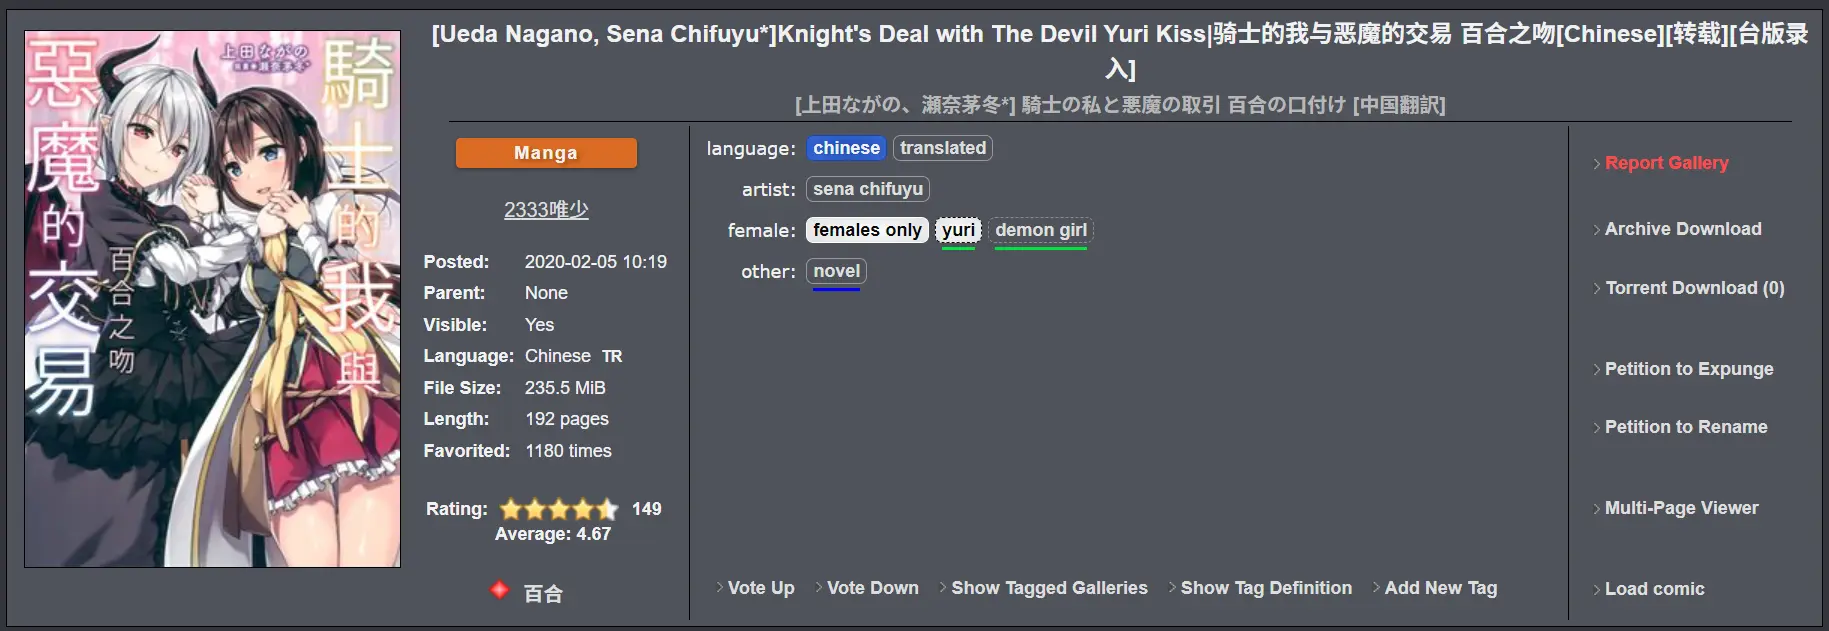 [Ueda Nagano, Sena Chifuyu*]Knight's Deal with The Devil Yuri Kiss|骑士的我与恶魔的交易 百合之吻[Chinese][转载][台版录
入]
[上田ながの、瀬奈茅冬*] 騎士の私と悪魔の取引 百合の口付け [中国翻訳]
上田ながの
騎士的我與
惡魔的交易
百合之吻
Manga
2333唯少
Posted: 2020-02-05 10:19
Parent: None
Visible: Yes
Language: Chinese TR
File Size: 235.5 MiB
Length: 192 pages
Favorited: 1180 times
Rating: 149
Average: 4.67
百合
language: chinese translated
artist: sena chifuyu
female: females only yuri demon girl
other: novel
Vote Up Vote Down Show Tagged Galleries Show Tag Definition Add New Tag
Report Gallery
Archive Download
Torrent Download (0)
Petition to Expunge
Petition to Rename
Multi-Page Viewer
Load comic